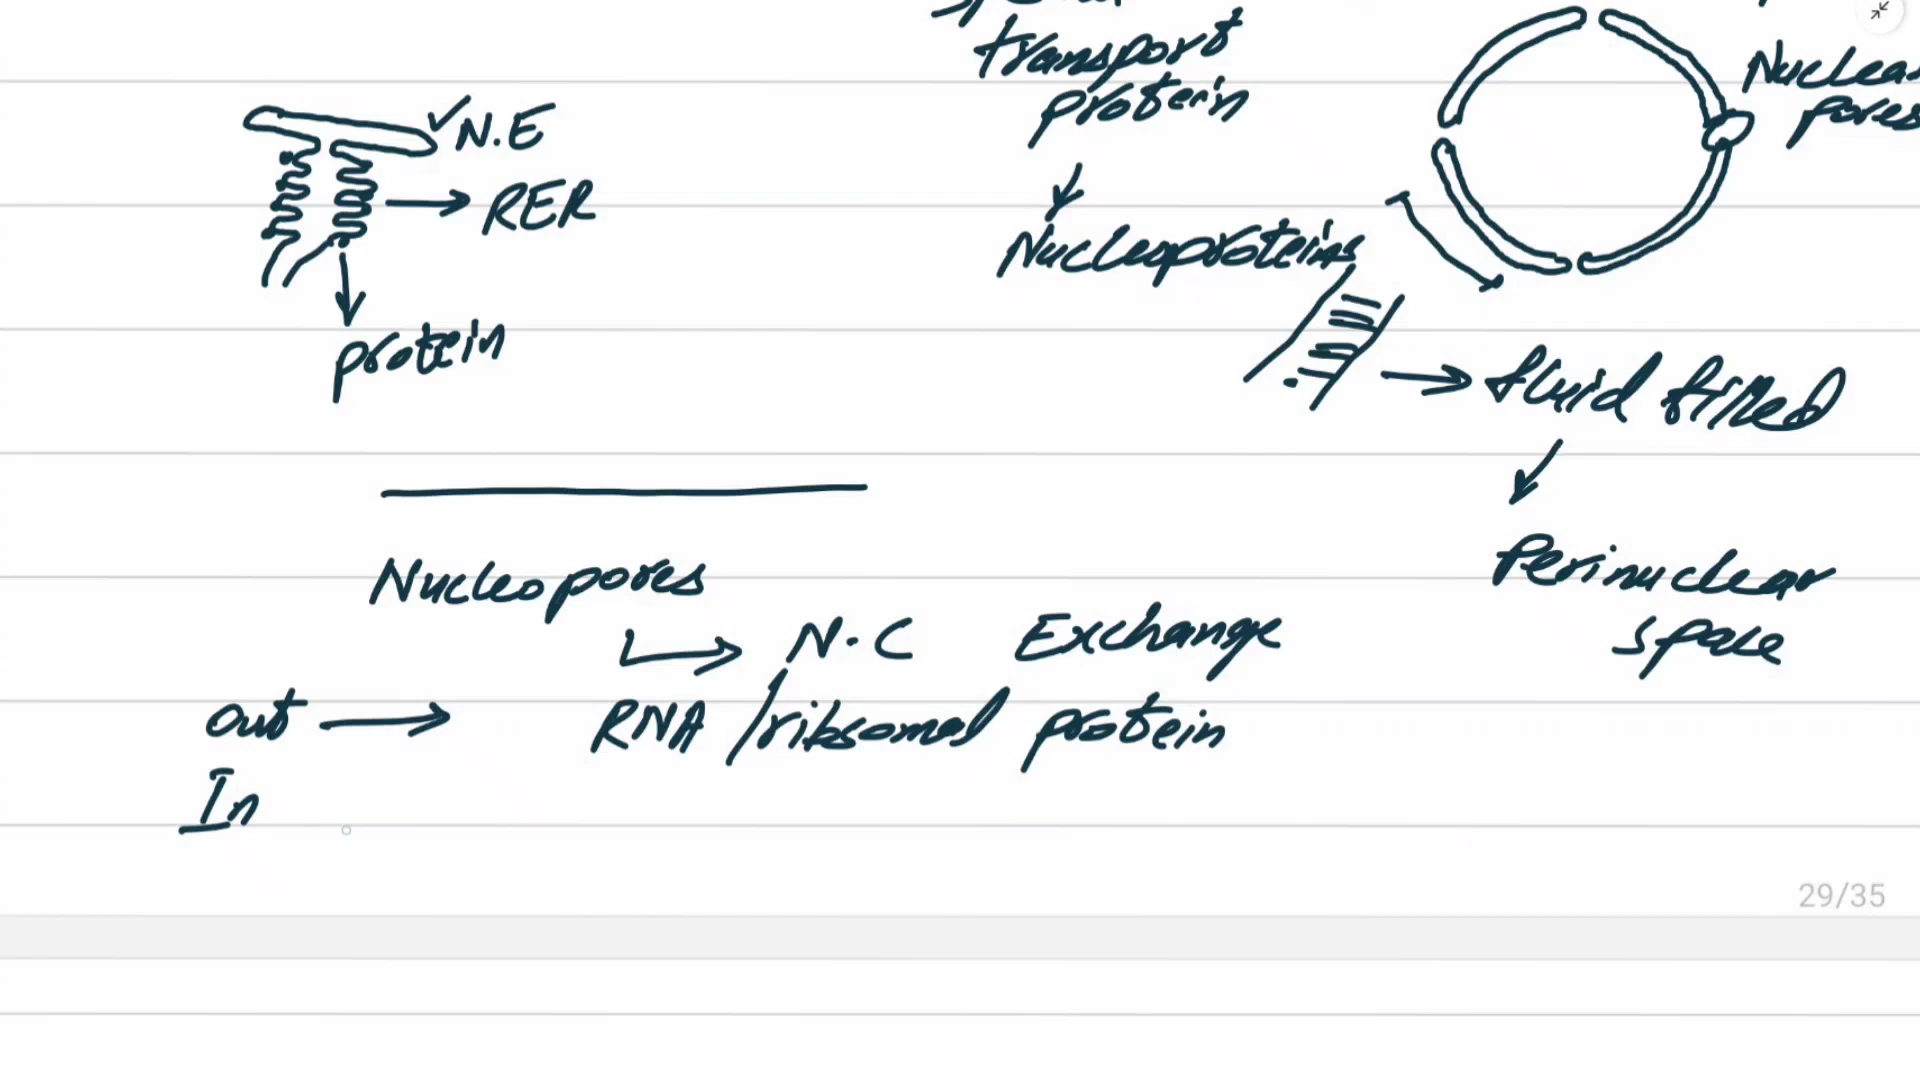 transport
protein
Nuclear
pores
N.E
RER
Nucleoproteins
protein
fluid filled
Nucleopores
Perinuclear
space
N.C Exchange
out → RNA/ribsomal protein
In
29/35